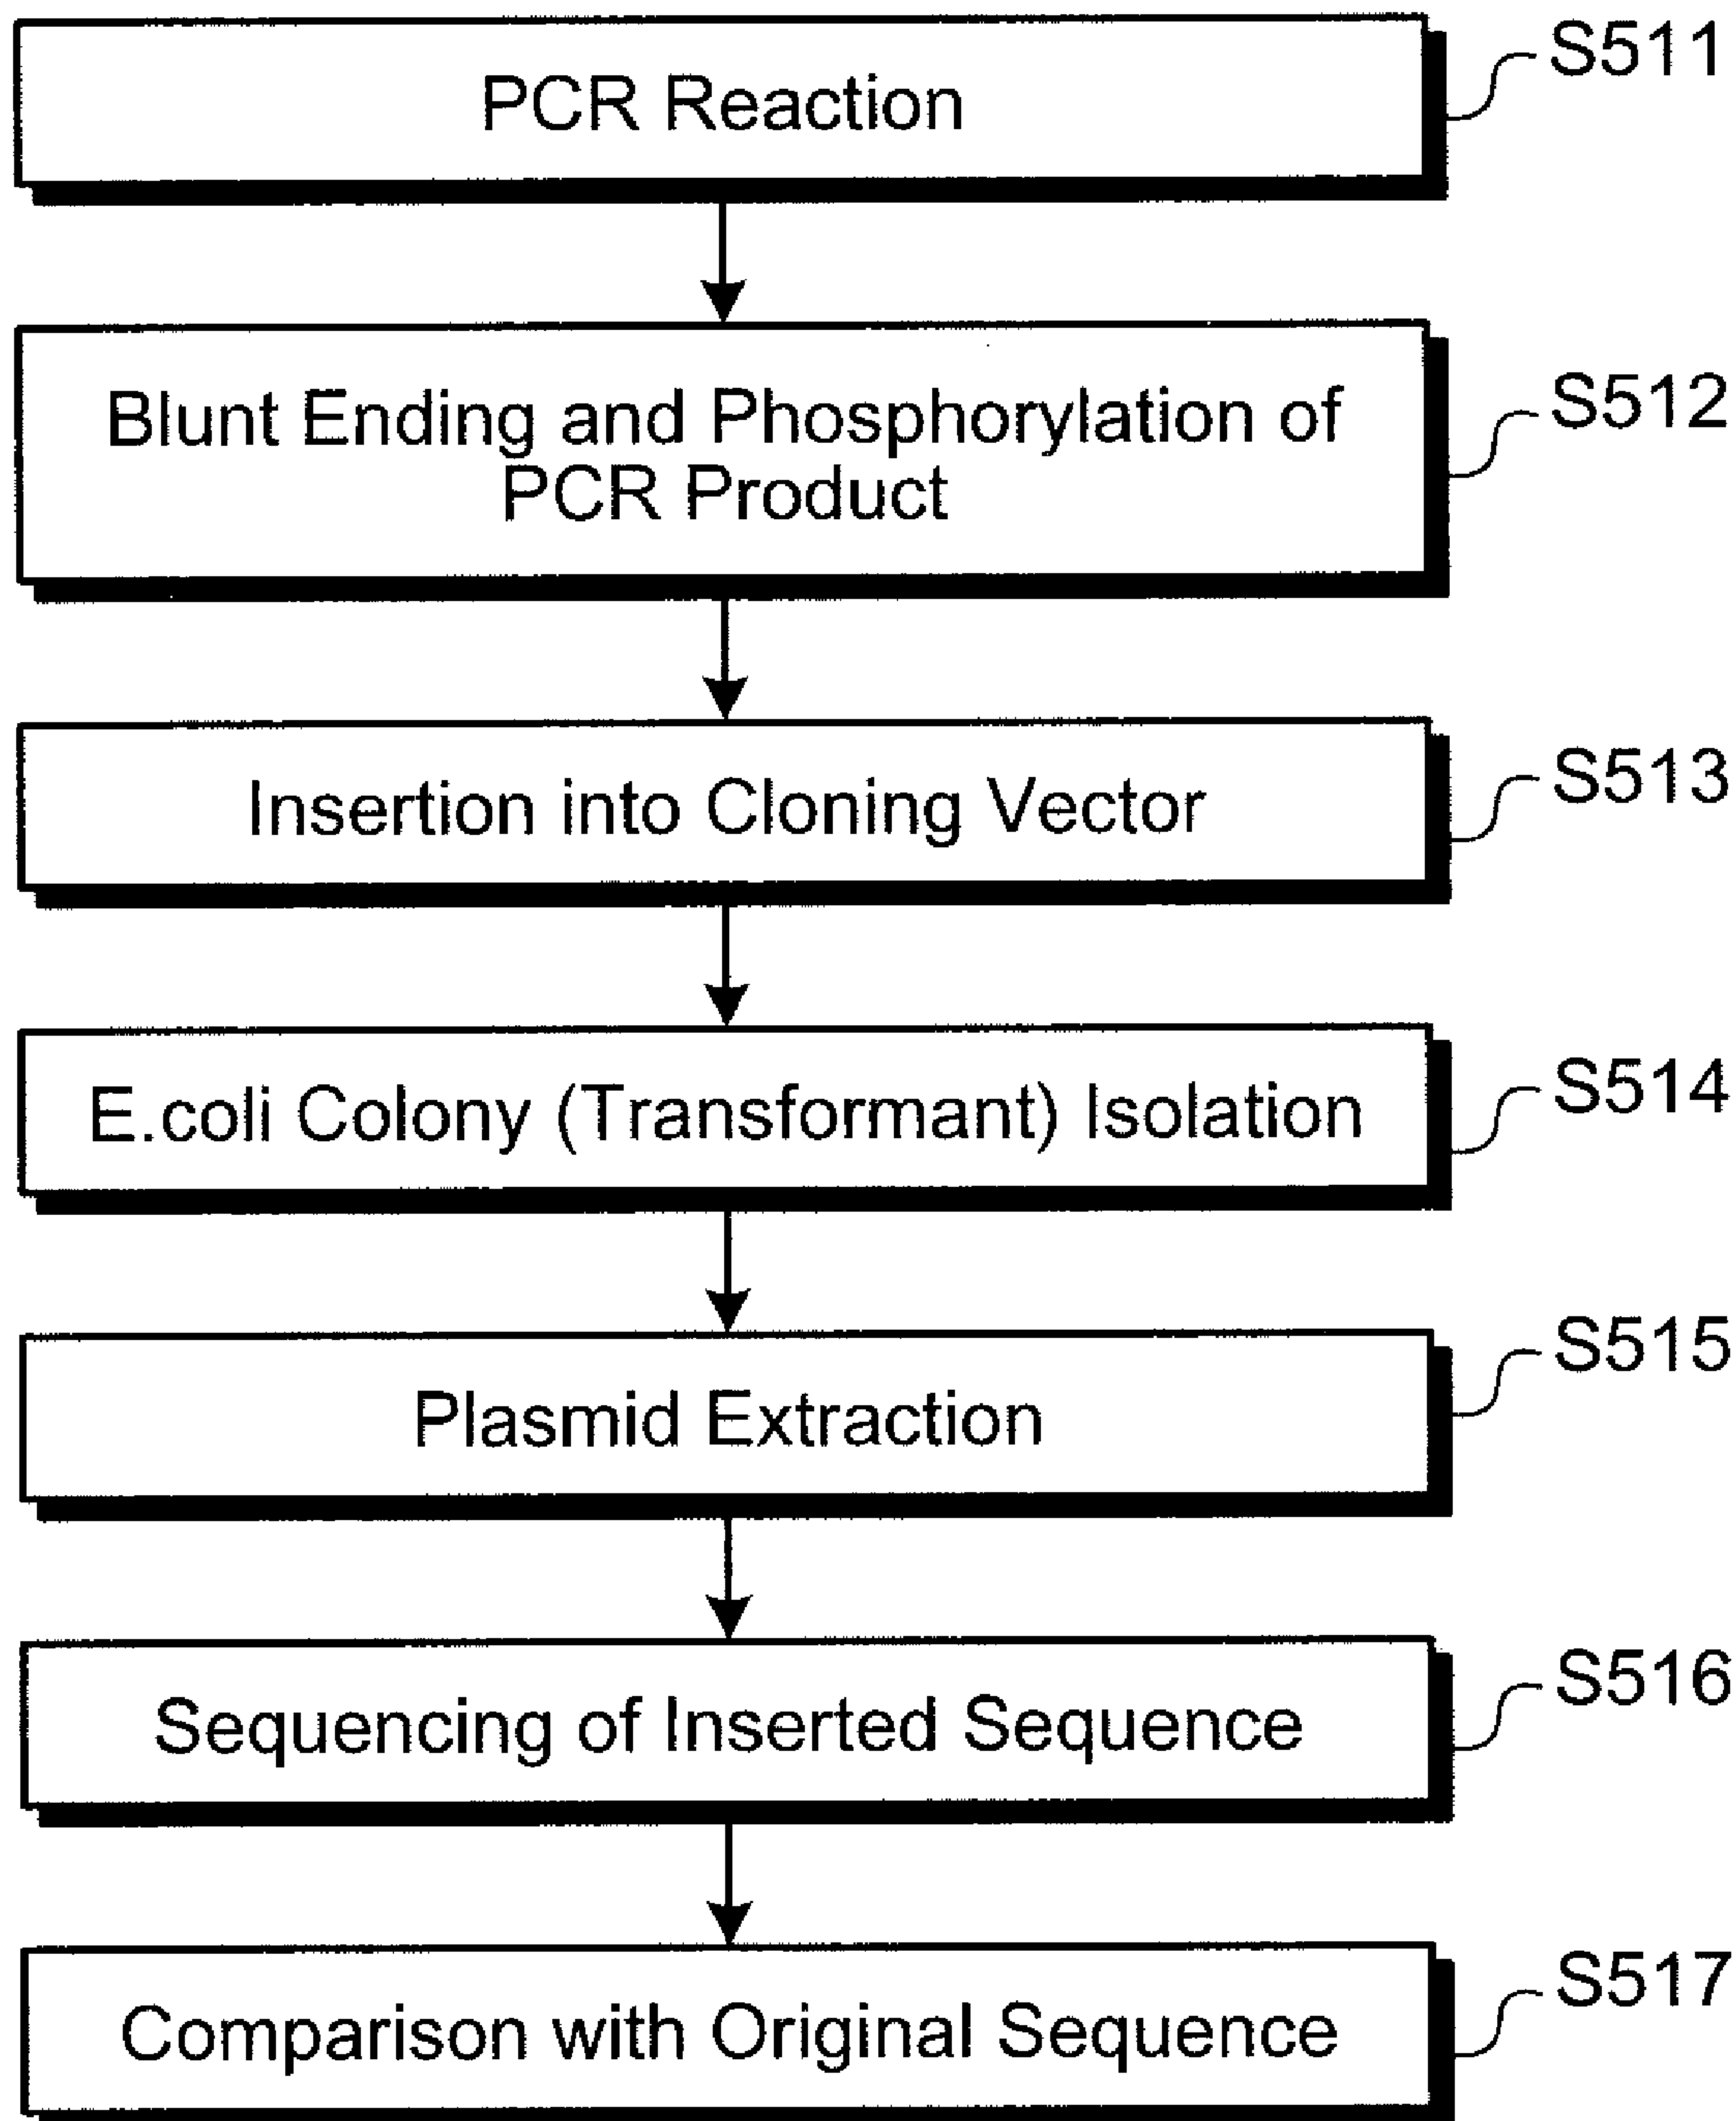 PCR Reaction
S511
Blunt Ending and Phosphorylation of
PCR Product
S512
Insertion into Cloning Vector
S513
E.coli Colony (Transformant) Isolation
S514
Plasmid Extraction
S515
Sequencing of Inserted Sequence
S516
Comparison with Original Sequence
S517